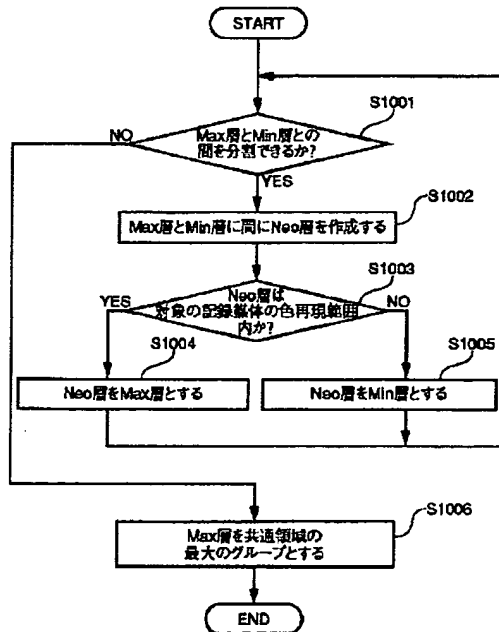 START
S1001
NO
Max層とMin層との
間を分割できるか?
YES
S1002
Max層とMin層に間にNeo層を作成する
S1003
YES
Neo層は
対象の記録媒体の色再現範囲
内か?
NO
S1004
S1005
Neo層をMax層とする
Neo層をMin層とする
S1006
Max層を共通領域の
最大のグループとする
END